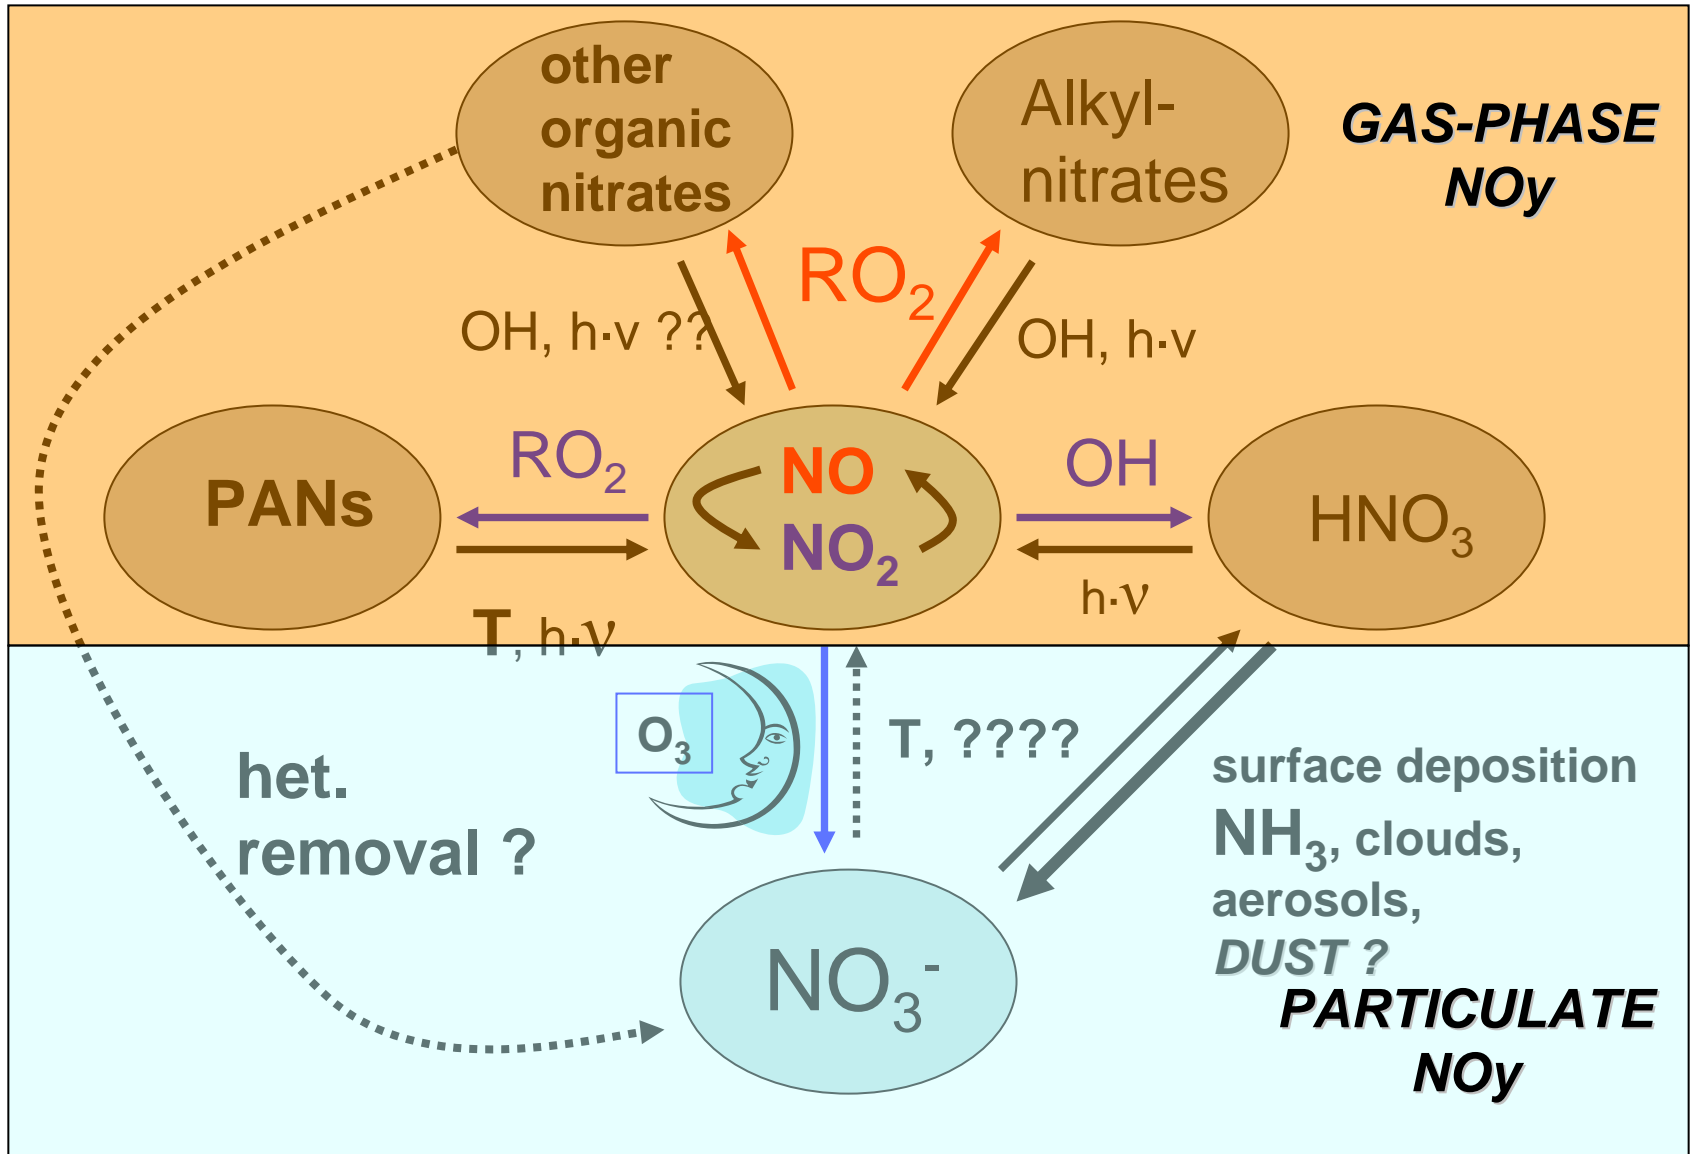 other
organic
nitrates
Alkyl-
nitrates
GAS-PHASE
NOy
RO₂
OH, h·ν ??
OH, h·ν
PANs
RO₂
NO
NO₂
OH
HNO₃
T, h·ν
h·ν
O₃
T, ????
het.
removal ?
surface deposition
NH₃, clouds,
aerosols,
DUST ?
NO₃⁻
PARTICULATE
NOy